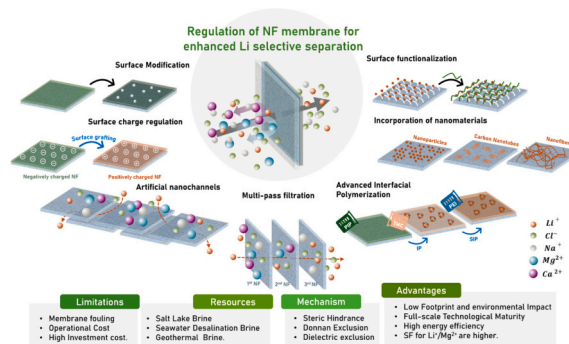 Regulation of NF membrane for
enhanced Li selective separation
Surface Modification
Surface functionalization
Surface charge regulation
Surface grafting
Negatively charged NF
Positively charged NF
Incorporation of nanomaterials
Nanoparticles
Carbon Nanotubes
Nanofibers
Artificial nanochannels
Multi-pass filtration
1st NF
2nd NF
3rd NF
Advanced Interfacial
Polymerization
PIP
TMC
PEI
IP
SIP
Li⁺
Cl⁻
Na⁺
Mg²⁺
Ca²⁺
Limitations
• Membrane fouling
• Operational Cost
• High Investment cost.
Resources
• Salt Lake Brine
• Seawater Desalination Brine
• Geothermal Brine.
Mechanism
• Steric Hindrance
• Donnan Exclusion
• Dielectric exclusion
Advantages
• Low Footprint and environmental Impact
• Full-scale Technological Maturity
• High energy efficiency
• SF for Li⁺/Mg²⁺ are higher.